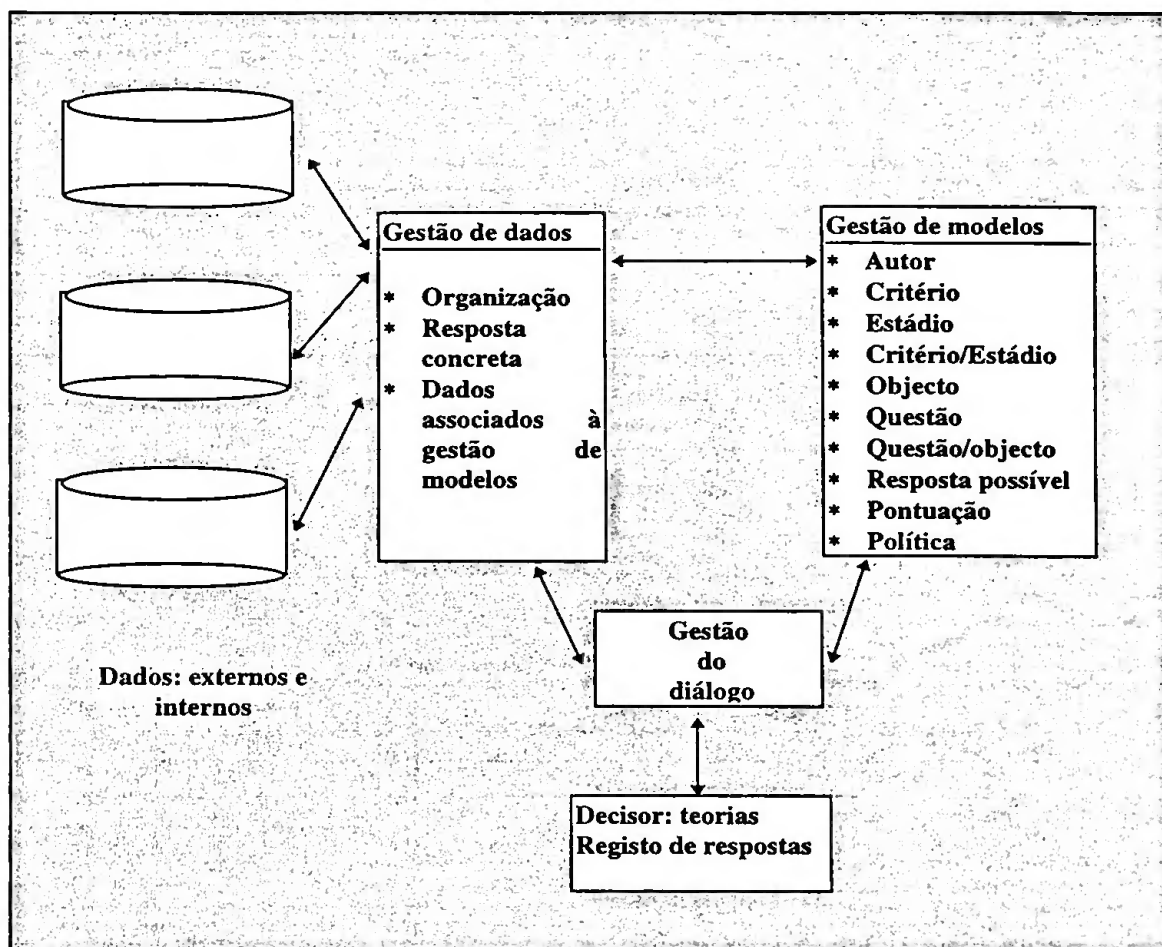 Gestão de dados
* Organização
* Resposta
concreta
* Dados
associados à
gestão de
modelos
Gestão de modelos
* Autor
* Critério
* Estádio
* Critério/Estádio
* Objecto
* Questão
* Questão/objecto
* Resposta possível
* Pontuação
* Política
Dados: externos e
internos
Gestão
do
diálogo
Decisor: teorias
Registo de respostas